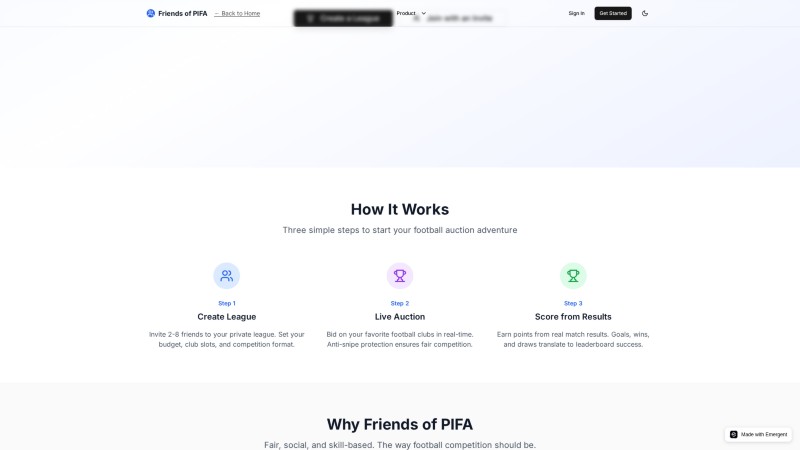 Friends of PIFA
← Back to Home
Create a League
Product
Join with an Invite
Sign In
Get Started
How It Works
Three simple steps to start your football auction adventure
Step 1
Create League
Invite 2-8 friends to your private league. Set your
budget, club slots, and competition format.
Step 2
Live Auction
Bid on your favorite football clubs in real-time.
Anti-snipe protection ensures fair competition.
Step 3
Score from Results
Earn points from real match results. Goals, wins,
and draws translate to leaderboard success.
Why Friends of PIFA
Fair, social, and skill-based. The way football competition should be.
Made with Emergent